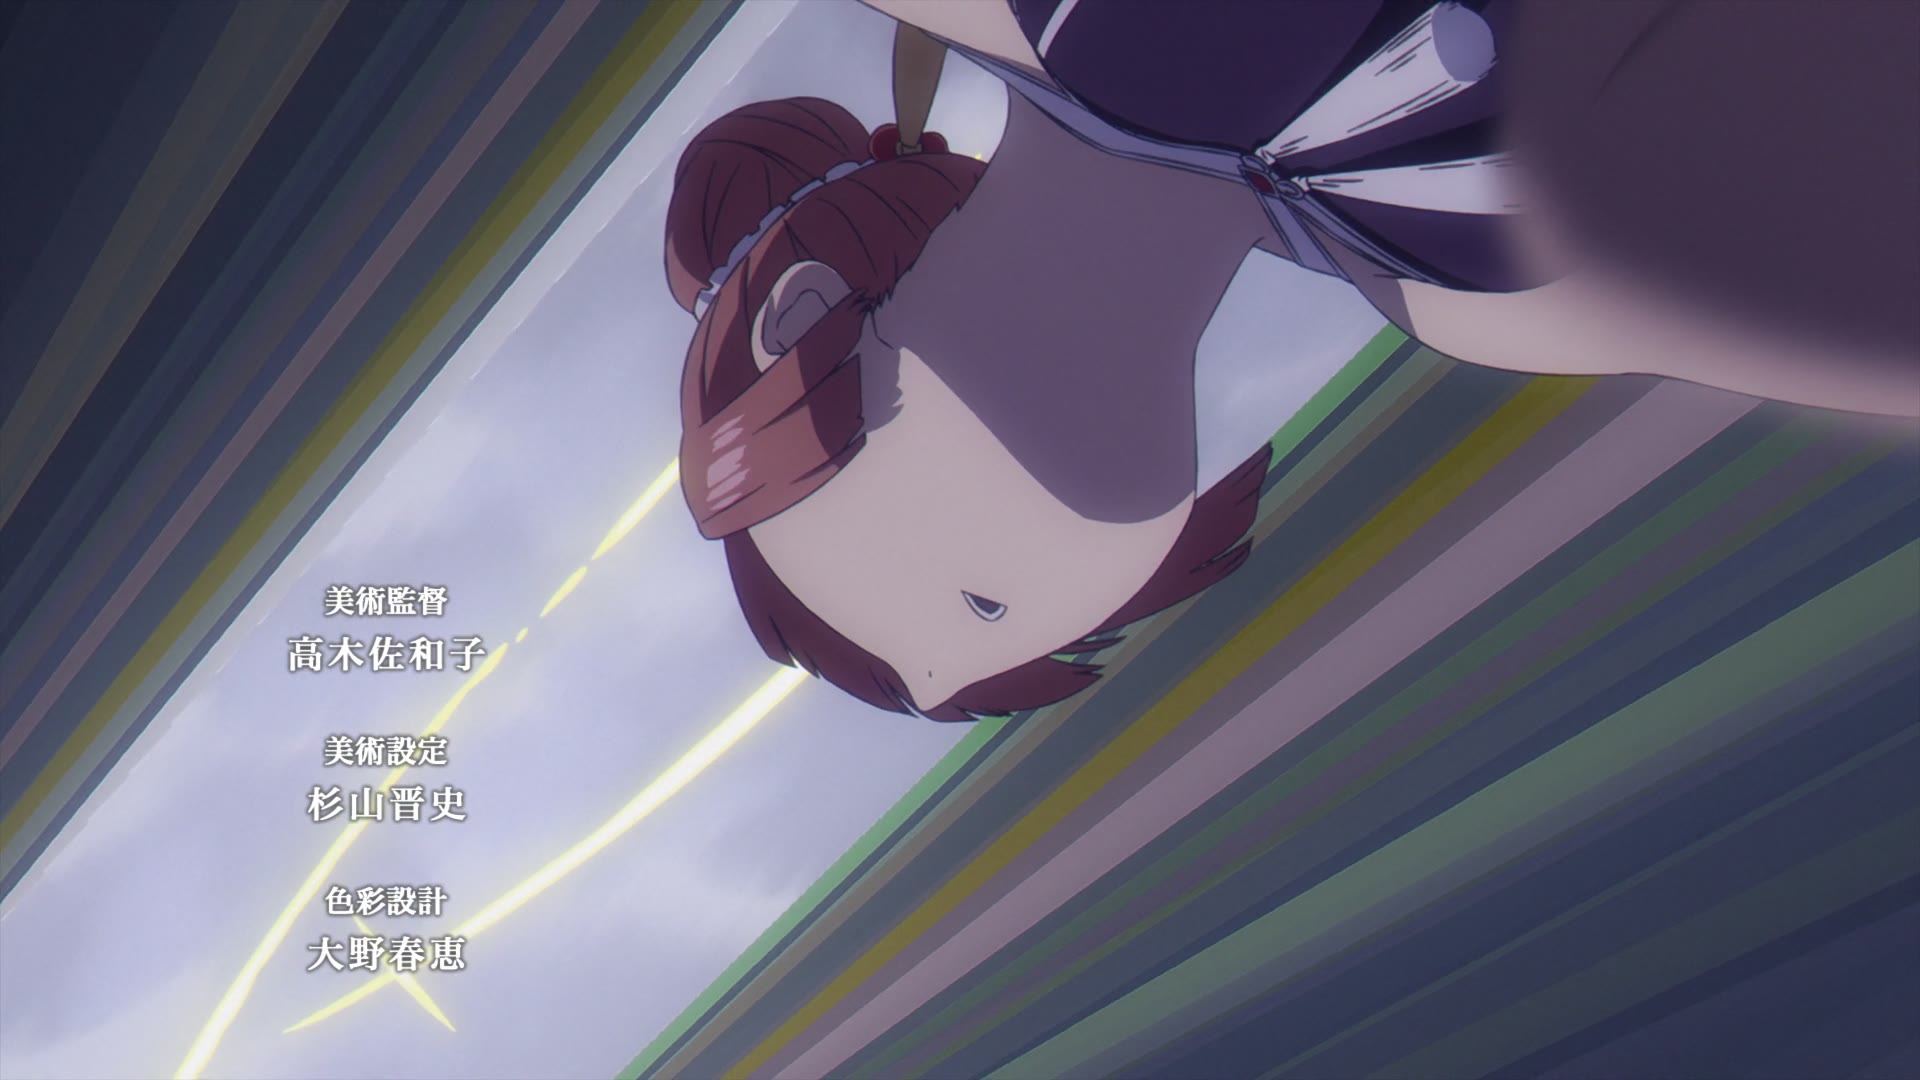 美術監督
高木佐和子
美術設定
杉山晋史
色彩設計
大野春恵